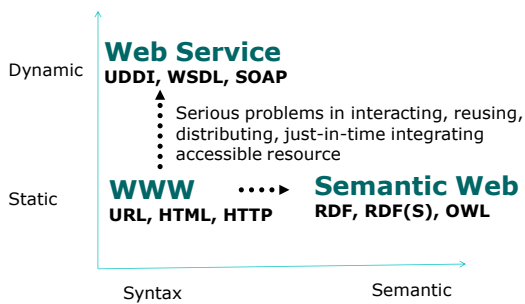 Web Service
Dynamic
UDDI, WSDL, SOAP
Serious problems in interacting, reusing,
distributing, just-in-time integrating
accessible resource
Static
WWW
URL, HTML, HTTP
Semantic Web
RDF, RDF(S), OWL
Syntax
Semantic